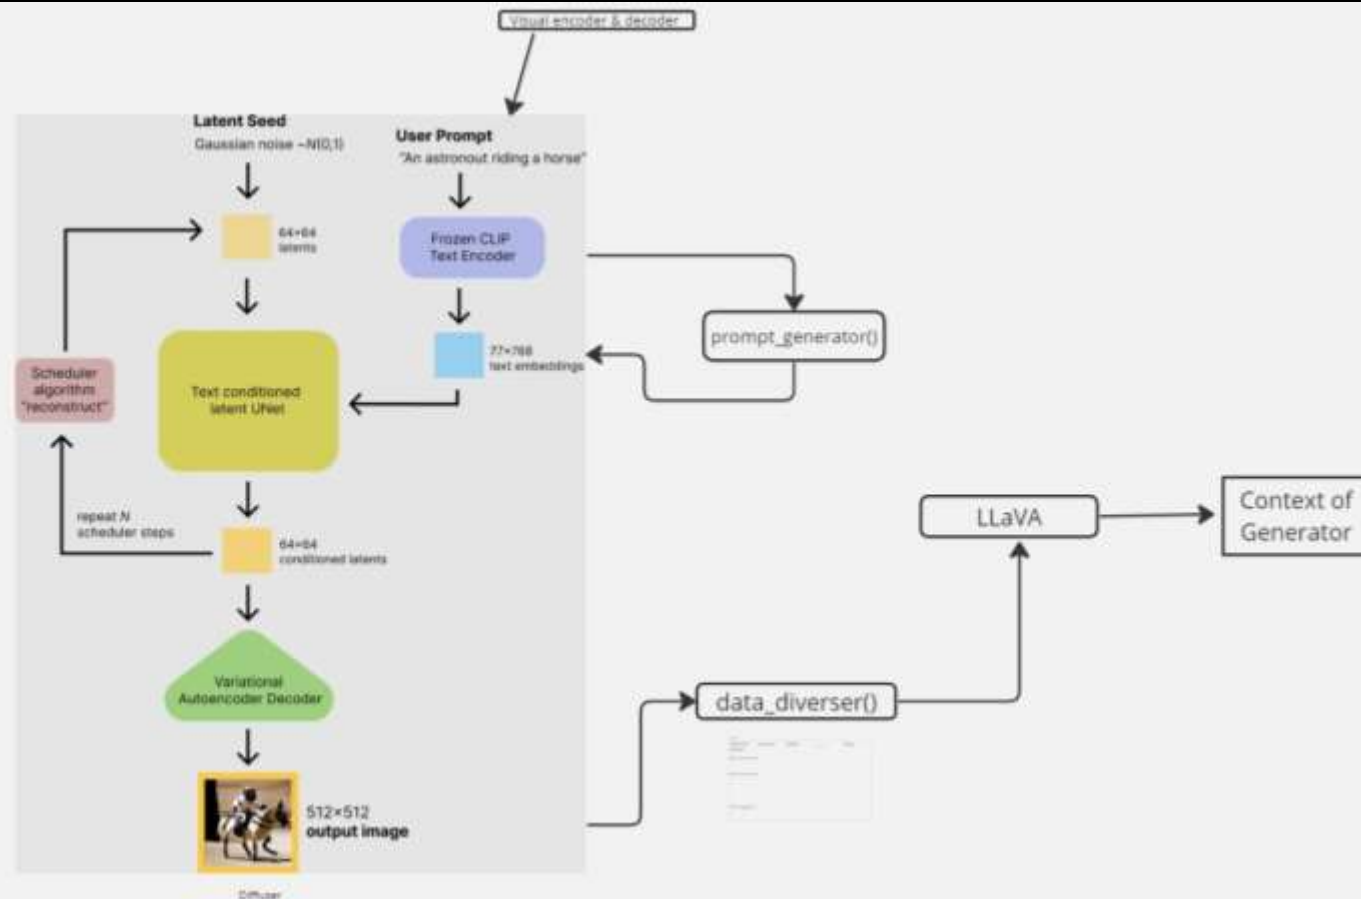 Visual encoder & decoder
Latent Seed
Gaussian noise ~N(0,1)
User Prompt
"An astronout riding a horse"
64×64
latents
Frozen CLIP
Text Encoder
prompt_generator()
77×768
text embeddings
Scheduler
algorithm
"reconstruct"
Text conditioned
latent UNet
repeat N
scheduler steps
64×64
conditioned latents
LLaVA
Context of
Generator
Variational
Autoencoder Decoder
data_diverser()
512×512
output image
Diffuser